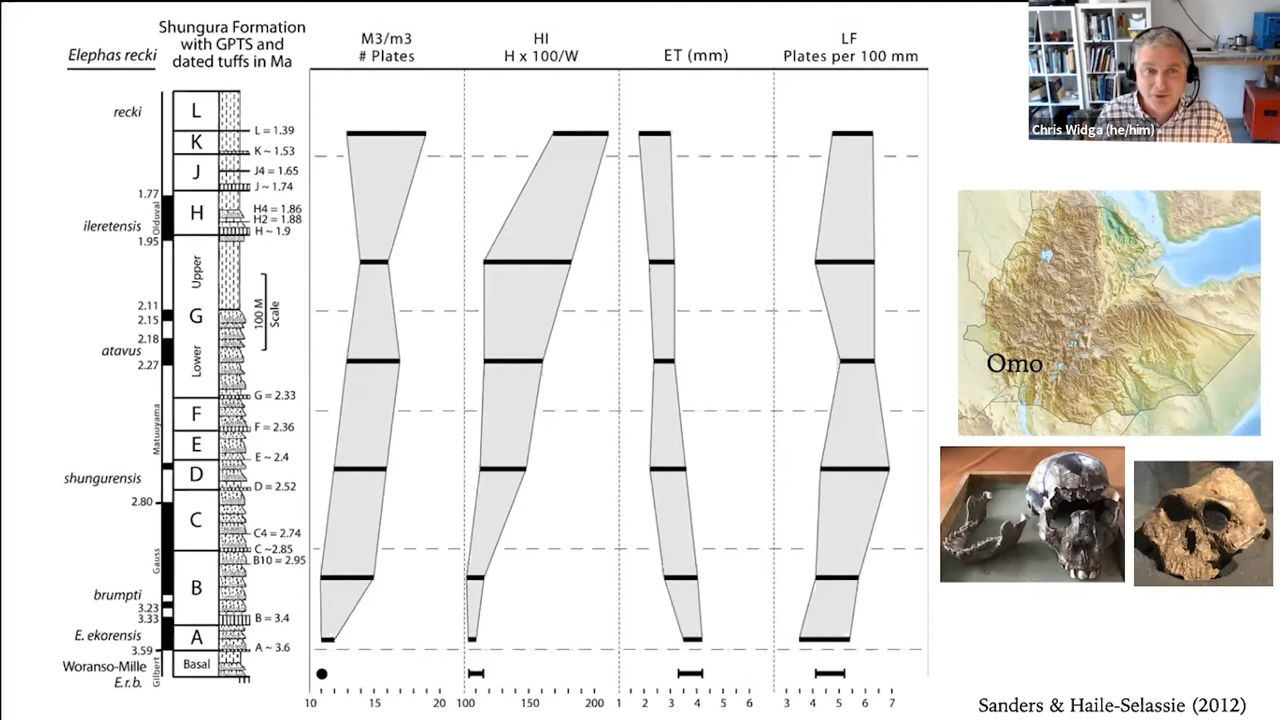 Elephas recki
Shungura Formation
with GPTS and
dated tuffs in Ma
M3/m3
# Plates
HI
H x 100/W
ET (mm)
LF
Plates per 100 mm
Chris Widga (he/him)
recki
ileretensis
atavus
shungurensis
brumpti
E. ekorensis
Woranso-Mille
E.r.b.
1.77
1.95
2.11
2.15
2.18
2.27
2.80
3.23
3.33
3.59
Olduvai
Matuyama
Gauss
Gilbert
L
K
J
H
Upper
G
Lower
F
E
D
C
B
A
Basal
L = 1.39
K ~ 1.53
J4 = 1.65
J ~ 1.74
H4 = 1.86
H2 = 1.88
H ~ 1.9
100 M
Scale
G = 2.33
F = 2.36
E ~ 2.4
D = 2.52
C4 = 2.74
C ~2.85
B10 = 2.95
B = 3.4
A ~ 3.6
10 15 20 100 150 200 1 2 3 4 5 6 3 4 5 6 7
Omo
Sanders & Haile-Selassie (2012)